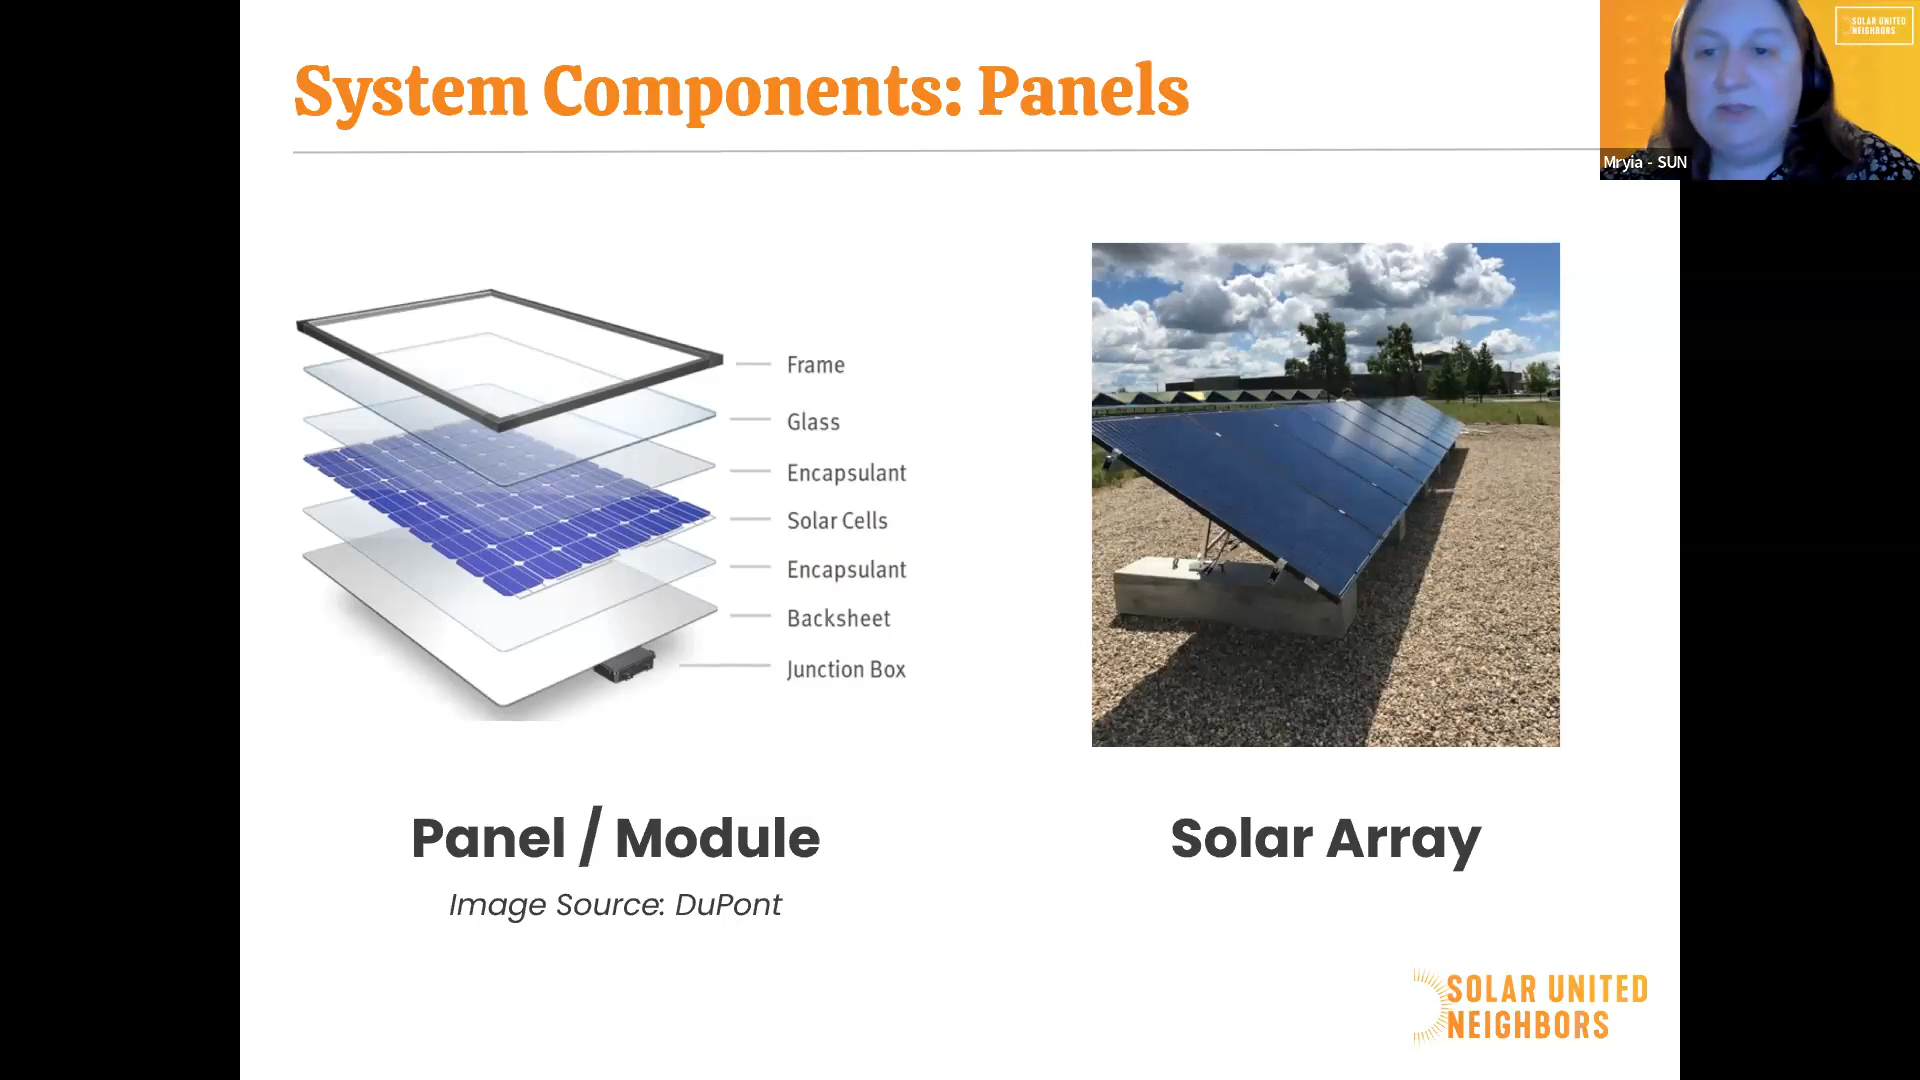 System Components: Panels
SOLAR UNITED
NEIGHBORS
Mryia - SUN
Frame
Glass
Encapsulant
Solar Cells
Encapsulant
Backsheet
Junction Box
Panel / Module
Image Source: DuPont
Solar Array
SOLAR UNITED
NEIGHBORS